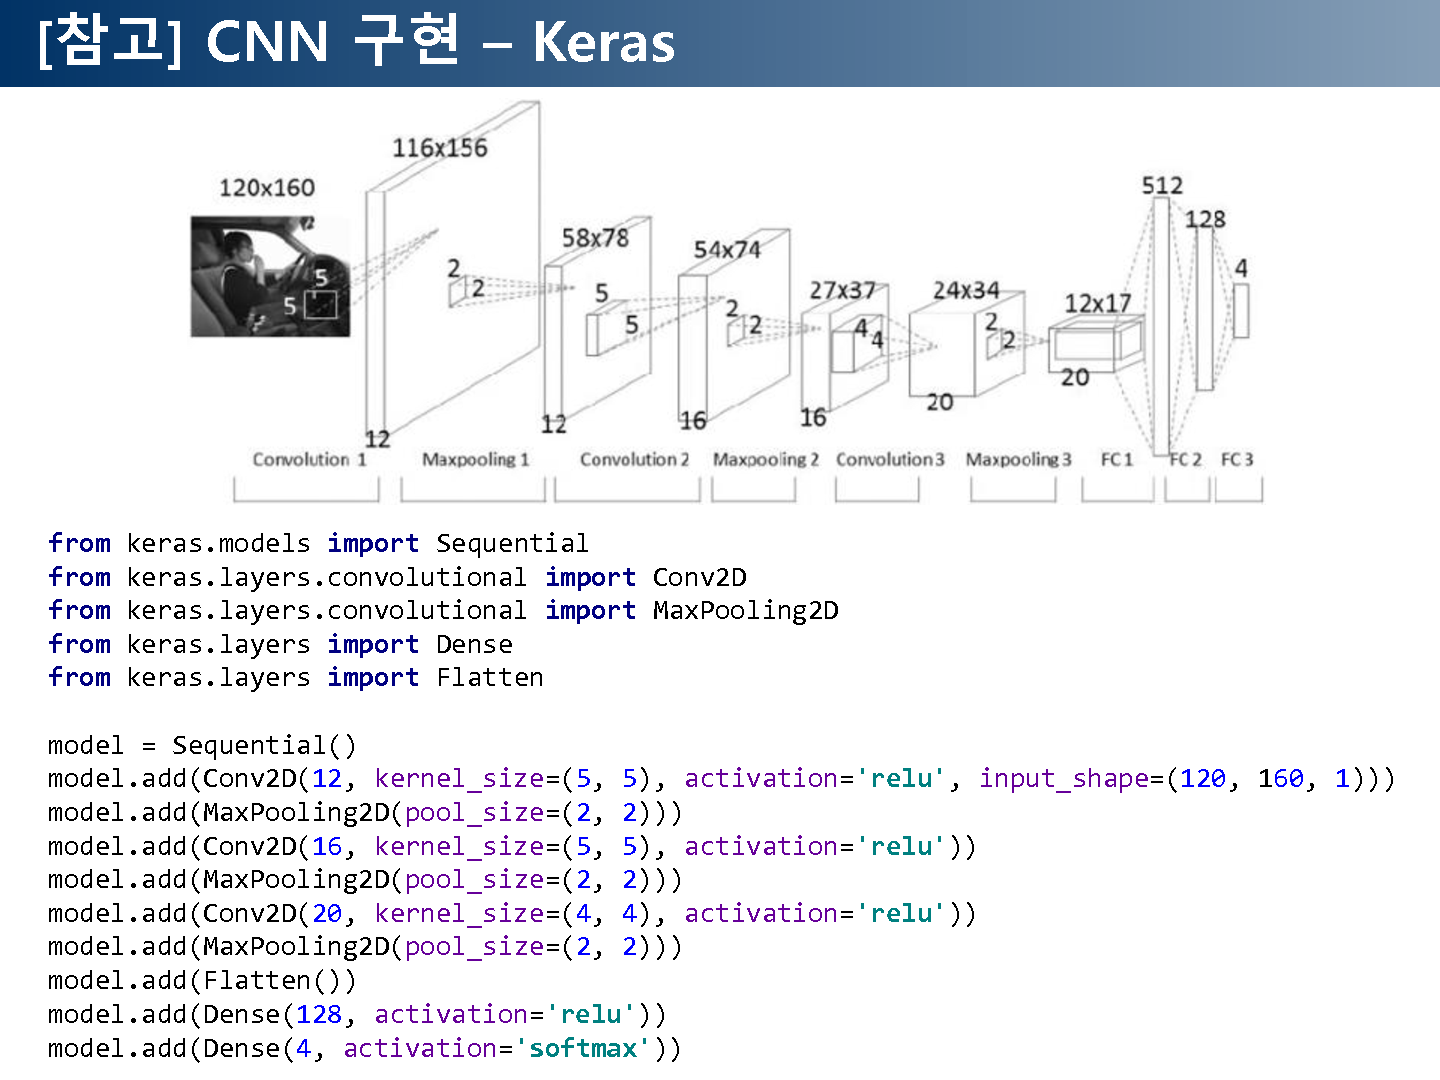 [참고] CNN 구현 – Keras
120x160
5
5
116x156
12
2
2
58x78
12
5
5
54x74
16
2
2
27x37
16
4
4
24x34
20
2
2
12x17
20
512
128
4
Convolution 1
Maxpooling 1
Convolution 2
Maxpooling 2
Convolution 3
Maxpooling 3
FC 1
FC 2
FC 3
from keras.models import Sequential
from keras.layers.convolutional import Conv2D
from keras.layers.convolutional import MaxPooling2D
from keras.layers import Dense
from keras.layers import Flatten
model = Sequential()
model.add(Conv2D(12, kernel_size=(5, 5), activation='relu', input_shape=(120, 160, 1)))
model.add(MaxPooling2D(pool_size=(2, 2)))
model.add(Conv2D(16, kernel_size=(5, 5), activation='relu'))
model.add(MaxPooling2D(pool_size=(2, 2)))
model.add(Conv2D(20, kernel_size=(4, 4), activation='relu'))
model.add(MaxPooling2D(pool_size=(2, 2)))
model.add(Flatten())
model.add(Dense(128, activation='relu'))
model.add(Dense(4, activation='softmax'))